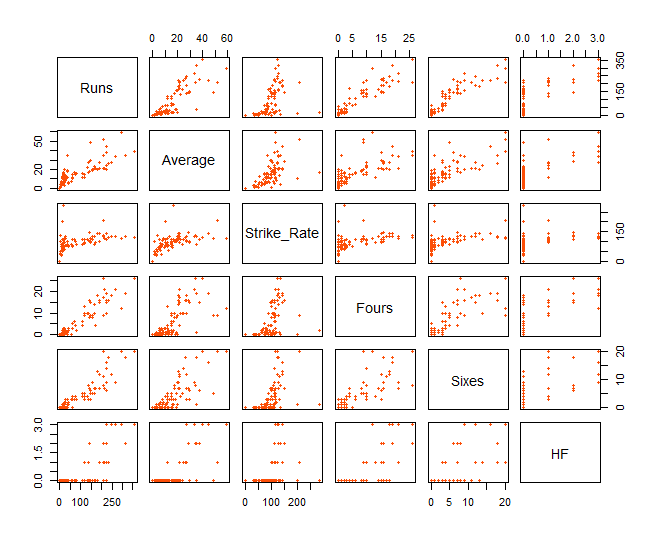 0 20 40 60 0 5 15 25 0.0 1.0 2.0 3.0
Runs 0 150 350
0 20 50 Average
Strike_Rate 0 150
0 10 20 Fours
Sixes 0 10 20
0.0 1.5 3.0 HF
0 100 250 0 100 200 0 5 10 20